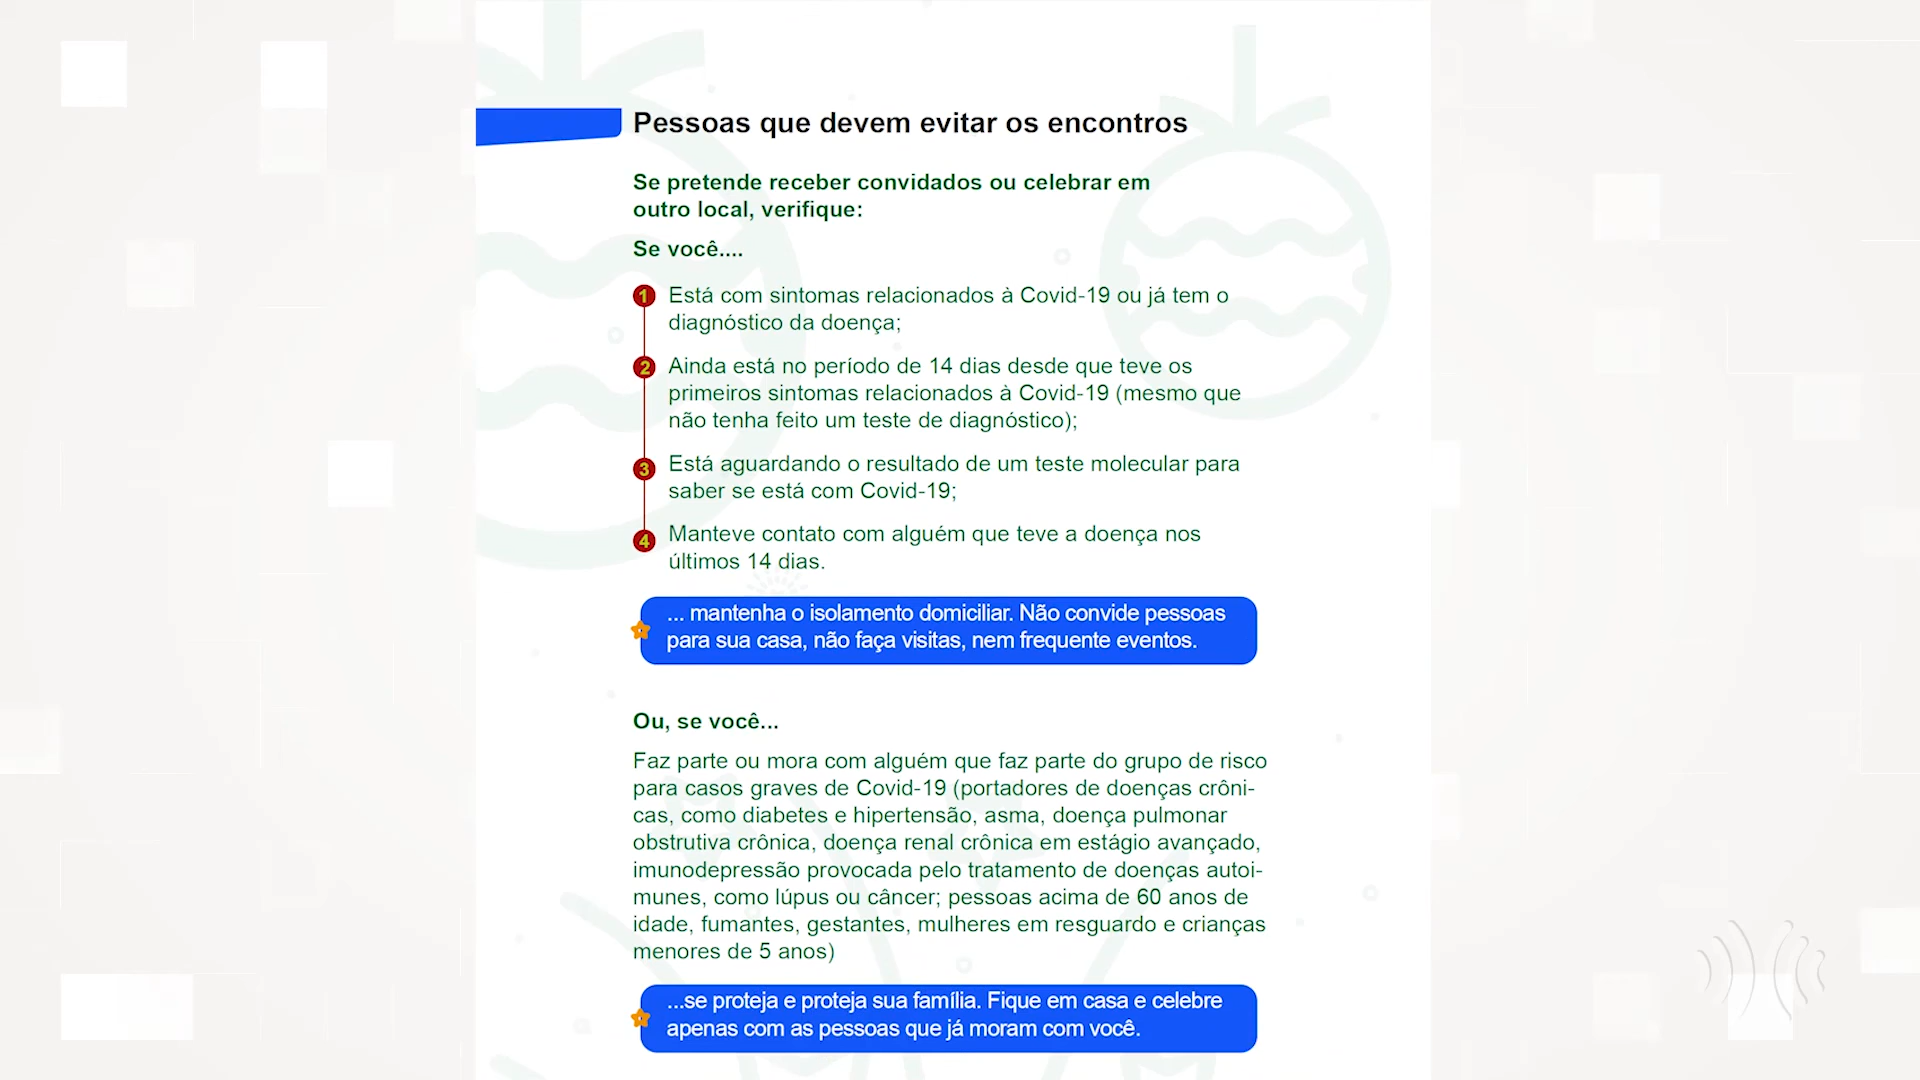 Pessoas que devem evitar os encontros
Se pretende receber convidados ou celebrar em
outro local, verifique:
Se você....
1 Está com sintomas relacionados à Covid-19 ou já tem o
diagnóstico da doença;
2 Ainda está no período de 14 dias desde que teve os
primeiros sintomas relacionados à Covid-19 (mesmo que
não tenha feito um teste de diagnóstico);
3 Está aguardando o resultado de um teste molecular para
saber se está com Covid-19;
4 Manteve contato com alguém que teve a doença nos
últimos 14 dias.
... mantenha o isolamento domiciliar. Não convide pessoas
para sua casa, não faça visitas, nem frequente eventos.
Ou, se você...
Faz parte ou mora com alguém que faz parte do grupo de risco
para casos graves de Covid-19 (portadores de doenças crôni-
cas, como diabetes e hipertensão, asma, doença pulmonar
obstrutiva crônica, doença renal crônica em estágio avançado,
imunodepressão provocada pelo tratamento de doenças autoi-
munes, como lúpus ou câncer; pessoas acima de 60 anos de
idade, fumantes, gestantes, mulheres em resguardo e crianças
menores de 5 anos)
...se proteja e proteja sua família. Fique em casa e celebre
apenas com as pessoas que já moram com você.